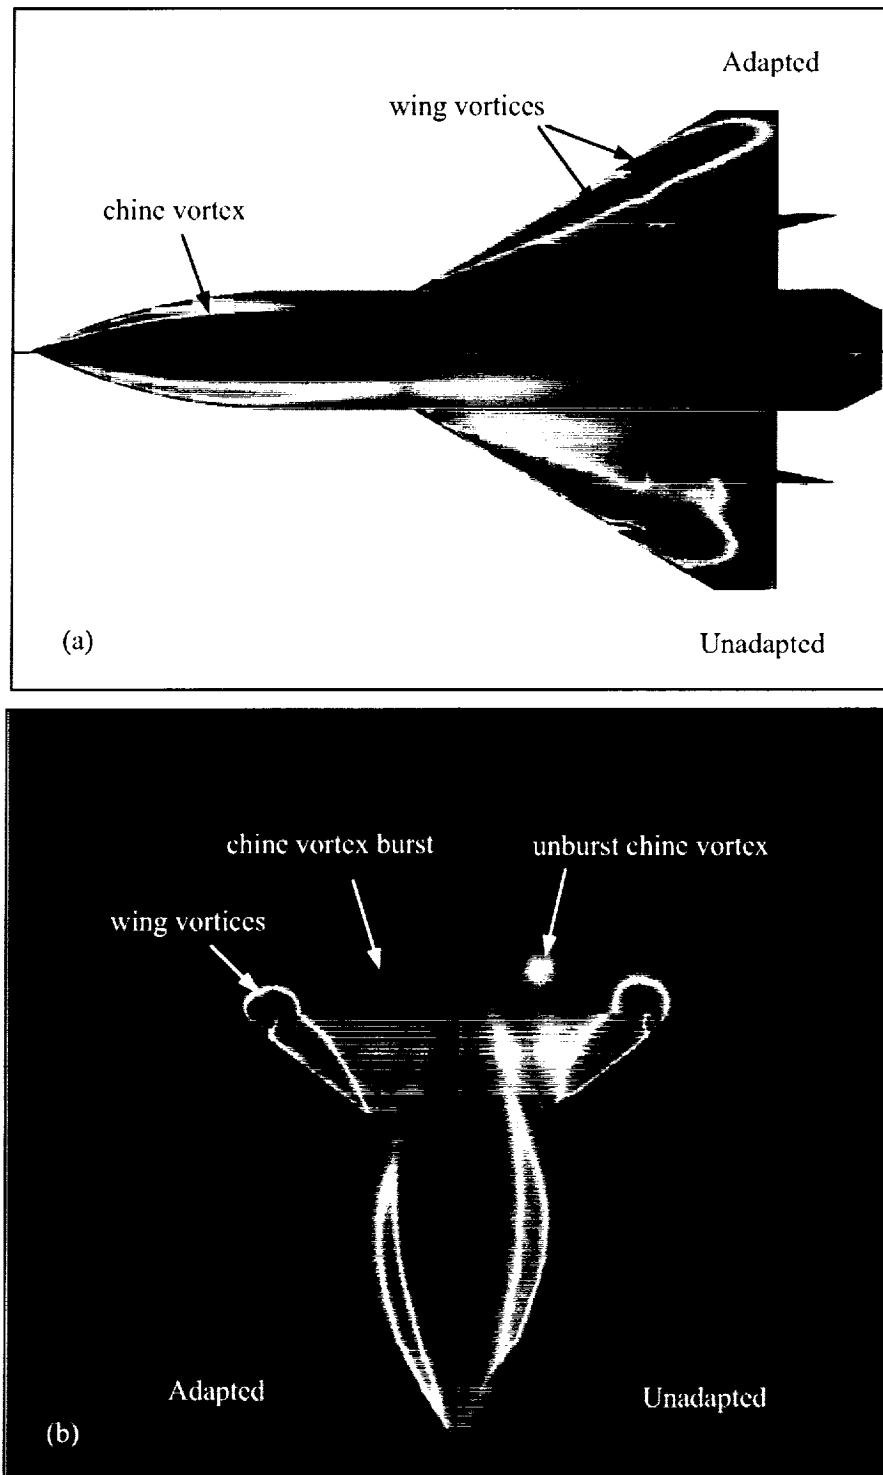 Adapted
wing vortices
chine vortex
(a)
Unadapted
chine vortex burst
unburst chine vortex
wing vortices
Adapted
Unadapted
(b)